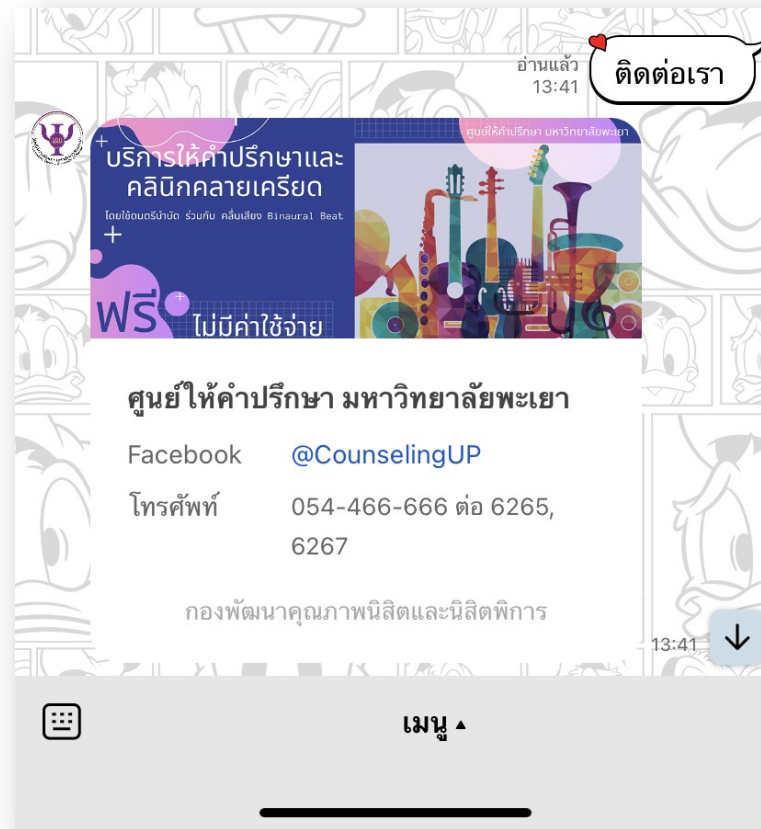 อ่านแล้ว
13:41
ติดต่อเรา
ศูนย์ให้คำปรึกษา มหาวิทยาลัยพะเยา
บริการให้คำปรึกษาและ
คลินิกคลายเครียด
โดยใช้ดนตรีบำบัด ร่วมกับ คลื่นเสียง Binaural Beat
ฟรี
ไม่มีค่าใช้จ่าย
ศูนย์ให้คำปรึกษา มหาวิทยาลัยพะเยา
Facebook @CounselingUP
โทรศัพท์ 054-466-666 ต่อ 6265,
6267
กองพัฒนาคุณภาพนิสิตและนิสิตพิการ
13:41
เมนู